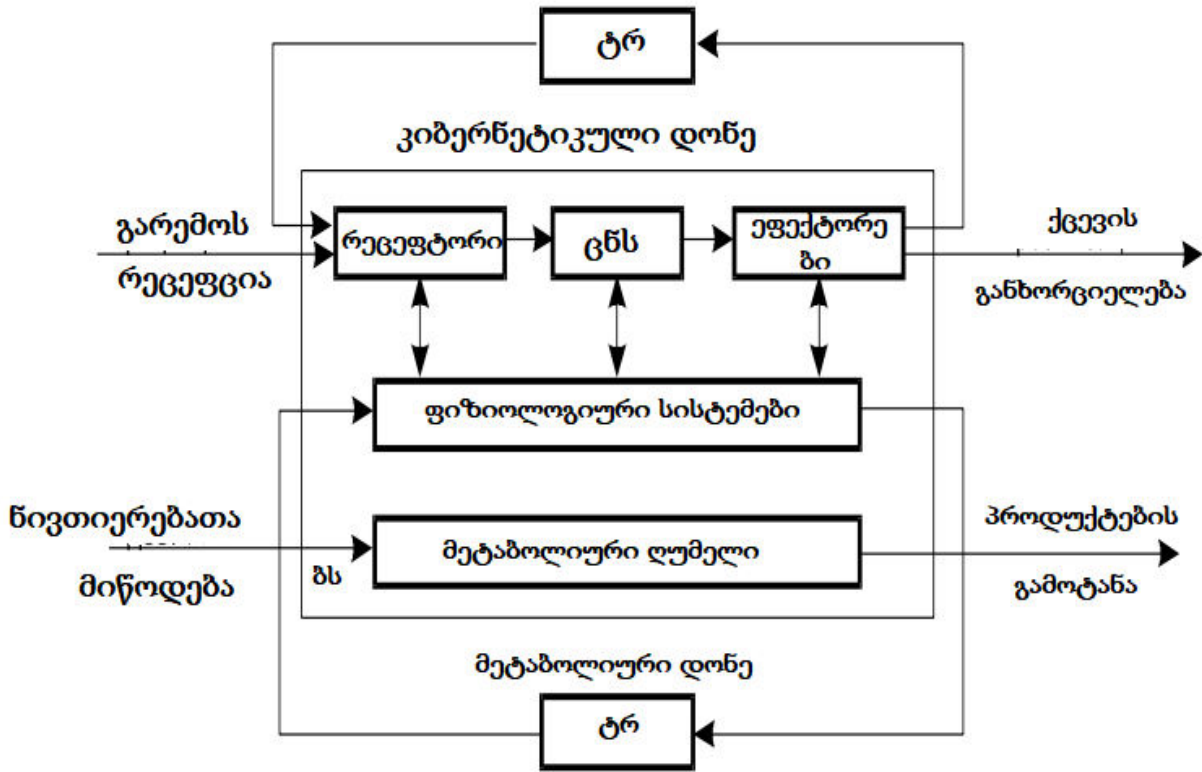 ტრ
კიბერნეტიკული დონე
გარემოს
რეცეფცია
რეცეფტორი
ცნს
ეფექტორე
ბი
ქცევის
განხორციელება
ფიზიოლოგიური სისტემები
ნივთიერებათა
მიწოდება
ბს
მეტაბოლიური ღუმელი
პროდუქტების
გამოტანა
მეტაბოლიური დონე
ტრ